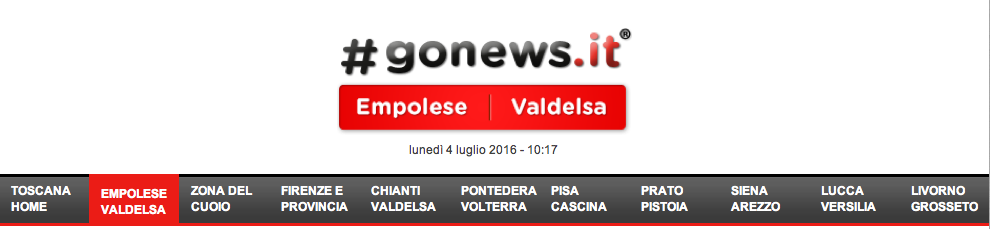 #gonews.it®
Empolese Valdelsa
lunedì 4 luglio 2016 - 10:17
TOSCANA HOME
EMPOLESE VALDELSA
ZONA DEL CUOIO
FIRENZE E PROVINCIA
CHIANTI VALDELSA
PONTEDERA VOLTERRA
PISA CASCINA
PRATO PISTOIA
SIENA AREZZO
LUCCA VERSILIA
LIVORNO GROSSETO